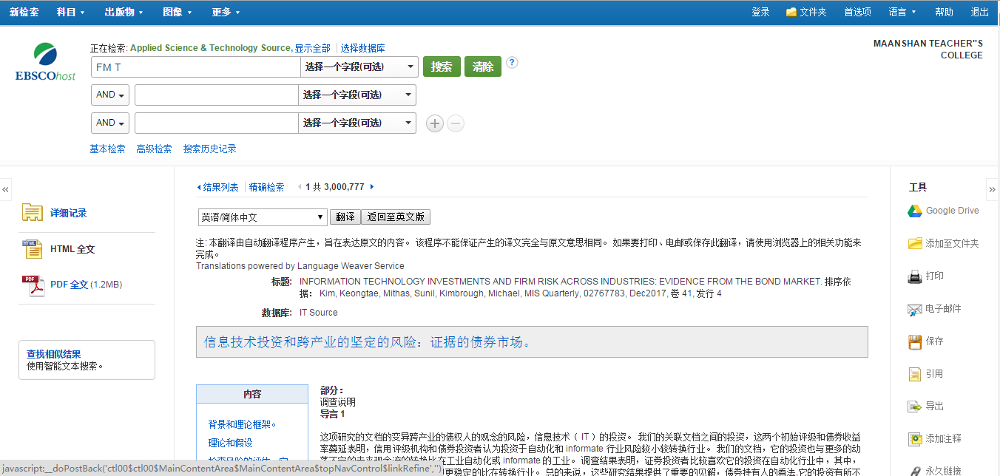 新检索 科目 出版物 图像 更多 登录 文件夹 首选项 语言 帮助 退出
EBSCOhost
正在检索: Applied Science & Technology Source, 显示全部 选择数据库
MAANSHAN TEACHER"S
COLLEGE
FM T 选择一个字段(可选) 搜索 清除 ?
AND 选择一个字段(可选)
AND 选择一个字段(可选)
基本检索 高级检索 搜索历史记录
«
详细记录
HTML 全文
PDF 全文 (1.2MB)
查找相似结果
使用智能文本搜索。
结果列表 精确检索 1 共 3,000,777
英语/简体中文 翻译 返回至英文版
注: 本翻译由自动翻译程序产生，旨在表达原文的内容。 该程序不能保证产生的译文完全与原文意思相同。 如果要打印、电邮或保存此翻译，请使用浏览器上的相关功能来
完成。
Translations powered by Language Weaver Service
标题: INFORMATION TECHNOLOGY INVESTMENTS AND FIRM RISK ACROSS INDUSTRIES: EVIDENCE FROM THE BOND MARKET. 排序依
据： Kim, Keongtae, Mithas, Sunil, Kimbrough, Michael, MIS Quarterly, 02767783, Dec2017, 卷 41, 发行 4
数据库: IT Source
信息技术投资和跨产业的坚定的风险：证据的债券市场。
内容
背景和理论框架。
理论和假设
部分：
调查说明
导言 1
这项研究的文档的变异跨产业的债权人的观念的风险，信息技术（ IT ）的投资。 我们的关联文档之间的投资，这两个初始评级和债券收益
率蔓延表明，信用评级机构和债券投资者认为投资于自动化和 informate 行业风险较小较转换行业。 我们的文档，它的投资也与更多的动
荡不定的未来现金流的转换比在工业自动化或 informate 的工业。 调查结果表明，证券投资者比较喜欢它的投资在自动化行业中，其中，
更稳定的比在转换行业。 总的来说，这些研究结果提供了重要的见解，债券持有人的看法,它的投资有所不
javascript:__doPostBack('ctl00$ctl00$MainContentArea$MainContentArea$topNavControl$linkRefine','')
工具
»
Google Drive
添加至文件夹
打印
电子邮件
保存
引用
导出
添加注释
永久链接